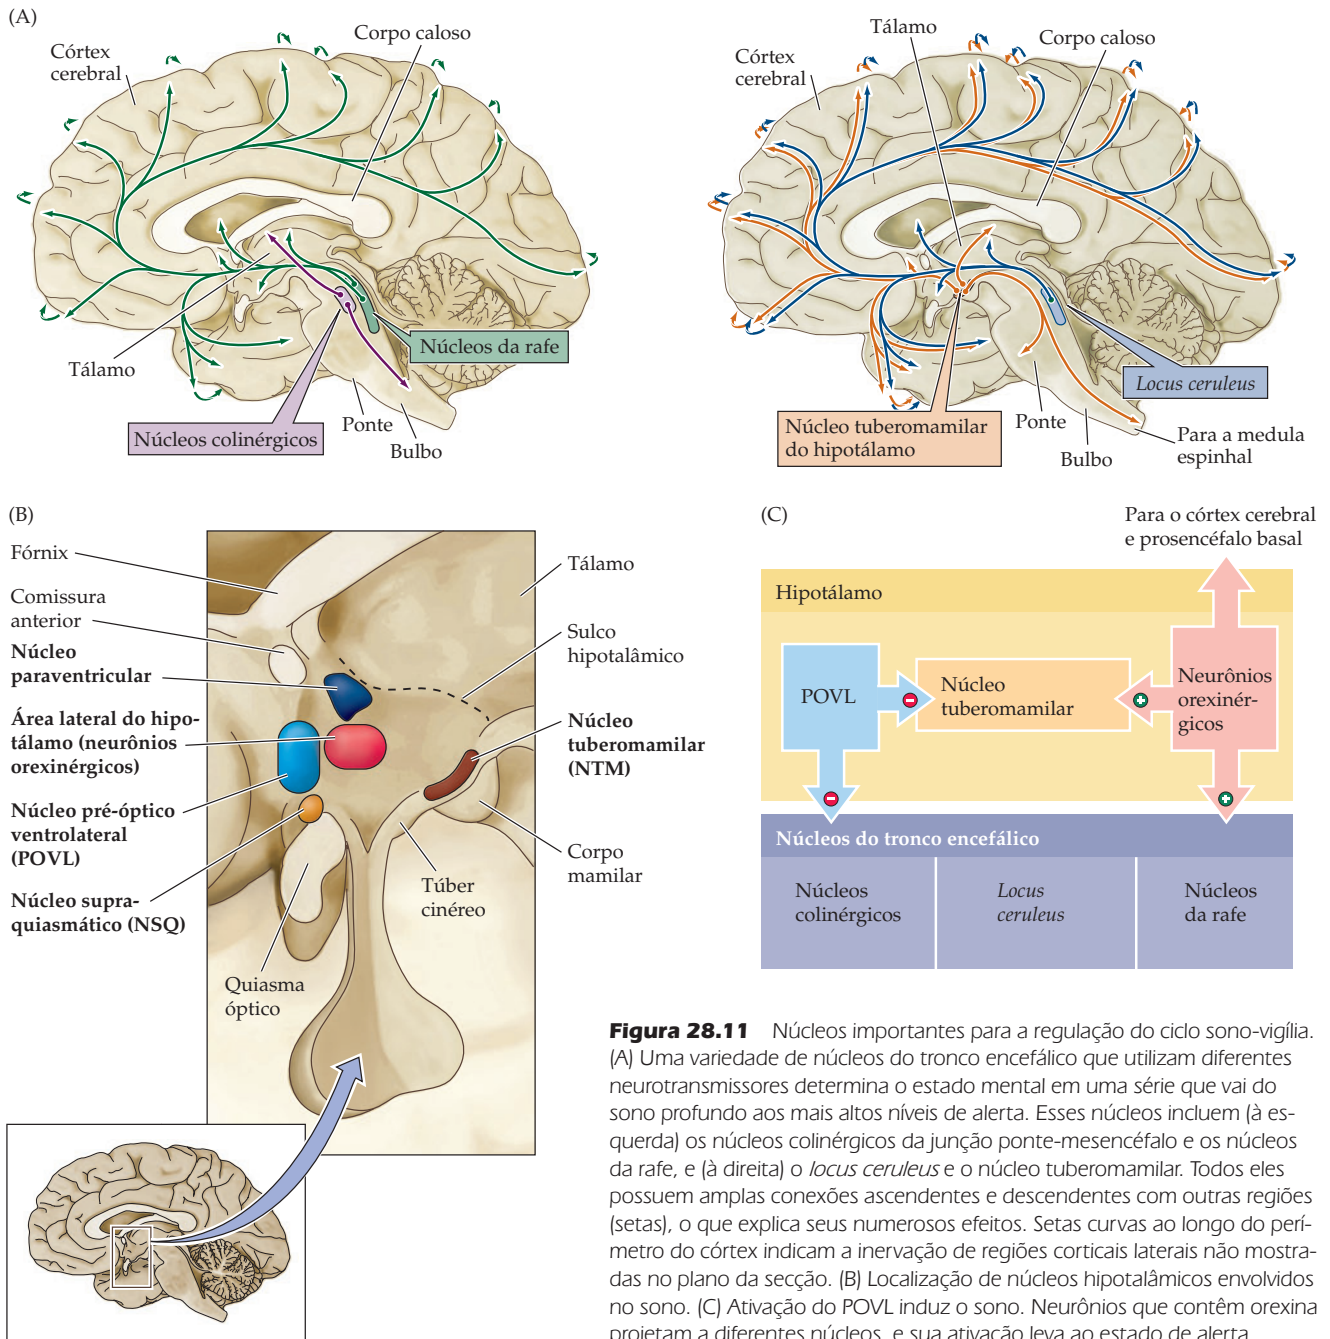 (A)
Córtex
cerebral
Corpo caloso
Tálamo
Núcleos da rafe
Núcleos colinérgicos
Ponte
Bulbo
Tálamo
Córtex
cerebral
Corpo caloso
Locus ceruleus
Núcleo tuberomamilar
do hipotálamo
Ponte
Bulbo
Para a medula
espinhal
(B)
Fórnix
Comissura
anterior
Núcleo
paraventricular
Área lateral do hipo-
tálamo (neurônios
orexinérgicos)
Núcleo pré-óptico
ventrolateral
(POVL)
Núcleo supra-
quiasmático (NSQ)
Tálamo
Sulco
hipotalâmico
Núcleo
tuberomamilar
(NTM)
Corpo
mamilar
Túber
cinéreo
Quiasma
óptico
(C)
Para o córtex cerebral
e prosencéfalo basal
Hipotálamo
POVL
Núcleo
tuberomamilar
Neurônios
orexinér-
gicos
Núcleos do tronco encefálico
Núcleos
colinérgicos
Locus
ceruleus
Núcleos
da rafe
Figura 28.11 Núcleos importantes para a regulação do ciclo sono-vigília.
(A) Uma variedade de núcleos do tronco encefálico que utilizam diferentes
neurotransmissores determina o estado mental em uma série que vai do
sono profundo aos mais altos níveis de alerta. Esses núcleos incluem (à es-
querda) os núcleos colinérgicos da junção ponte-mesencéfalo e os núcleos
da rafe, e (à direita) o locus ceruleus e o núcleo tuberomamilar. Todos eles
possuem amplas conexões ascendentes e descendentes com outras regiões
(setas), o que explica seus numerosos efeitos. Setas curvas ao longo do perí-
metro do córtex indicam a inervação de regiões corticais laterais não mostra-
das no plano da secção. (B) Localização de núcleos hipotalâmicos envolvidos
no sono. (C) Ativação do POVL induz o sono. Neurônios que contêm orexina
projetam a diferentes núcleos, e sua ativação leva ao estado de alerta.